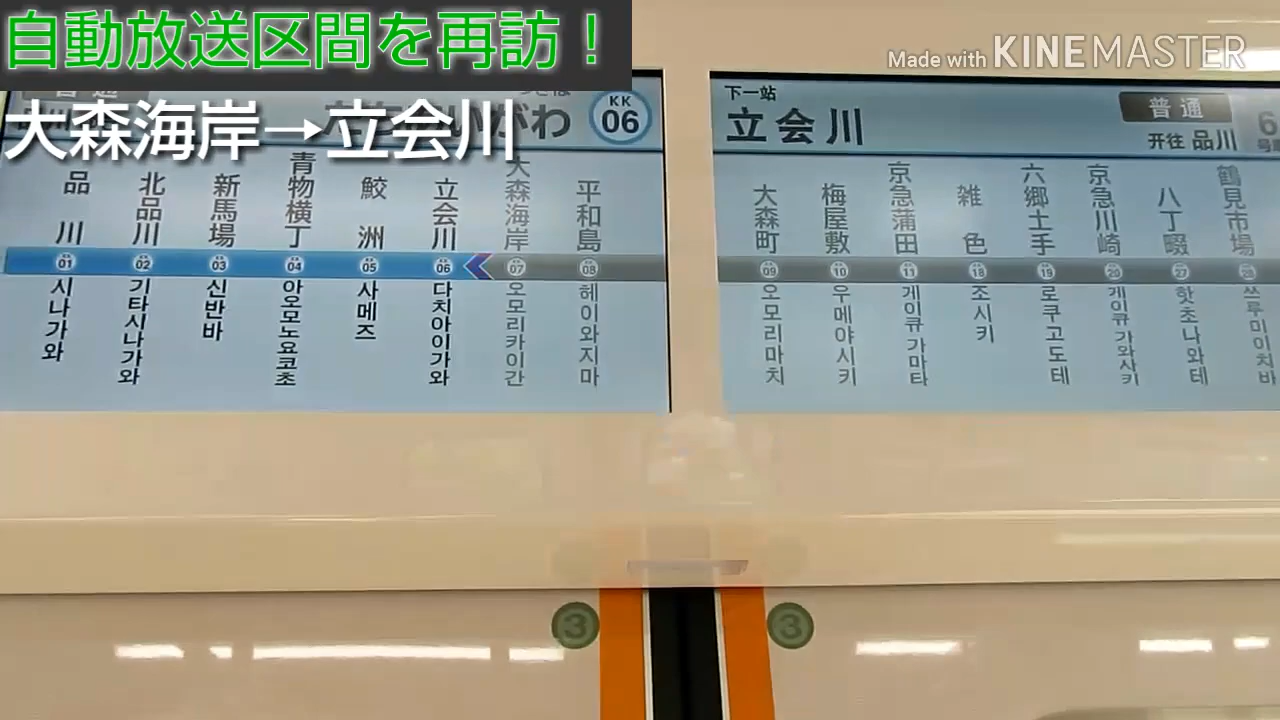 自動放送区間を再訪！
Made with KINEMASTER
大森海岸→立会川
いがわ
KK
06
下一站
立会川
普通
开往 品川
6
品川
北品川
新馬場
青物横丁
鮫洲
立会川
大森海岸
平和島
01
02
03
04
05
06
07
08
시나가와
기타시나가와
신반바
아오모노요코초
사메즈
다치아이가와
오모리카이간
헤이와지마
大森町
梅屋敷
京急蒲田
雑色
六郷土手
京急川崎
八丁畷
鶴見市場
09
10
11
18
19
20
27
28
오모리마치
우메야시키
게이큐 가마타
조시키
로쿠고도테
게이큐 가와사키
핫초나와테
쓰루미이치바
3
3